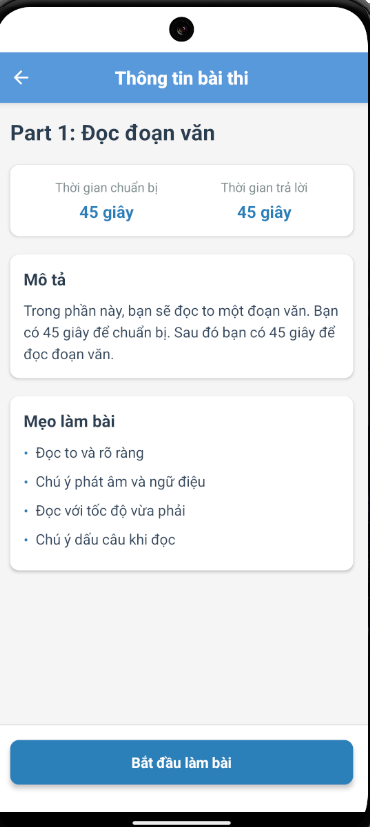 Thông tin bài thi
Part 1: Đọc đoạn văn
Thời gian chuẩn bị
Thời gian trả lời
45 giây
45 giây
Mô tả
Trong phần này, bạn sẽ đọc to một đoạn văn. Bạn
có 45 giây để chuẩn bị. Sau đó bạn có 45 giây để
đọc đoạn văn.
Mẹo làm bài
• Đọc to và rõ ràng
• Chú ý phát âm và ngữ điệu
• Đọc với tốc độ vừa phải
• Chú ý dấu câu khi đọc
Bắt đầu làm bài